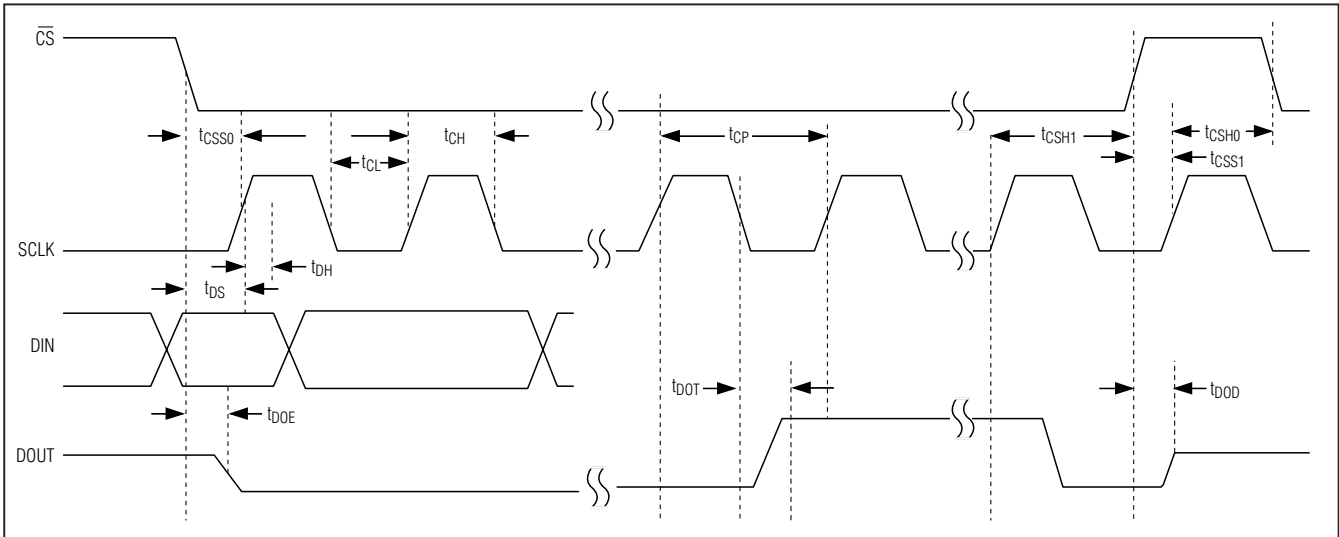 CS
tCSS0
tCL
tCH
tCP
tCSH1
tCSH0
tCSS1
SCLK
tDH
tDS
DIN
tDOT
tDOD
tDOE
DOUT